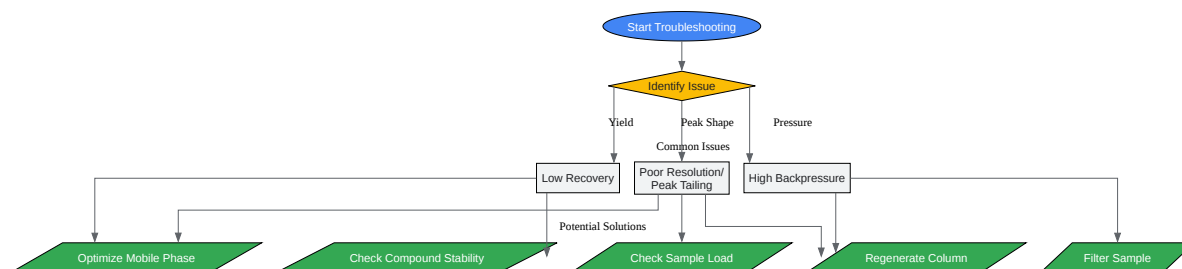 Start Troubleshooting
Identify Issue
Yield
Peak Shape
Pressure
Common Issues
Low Recovery
Poor Resolution/
Peak Tailing
High Backpressure
Potential Solutions
Optimize Mobile Phase
Check Compound Stability
Check Sample Load
Regenerate Column
Filter Sample